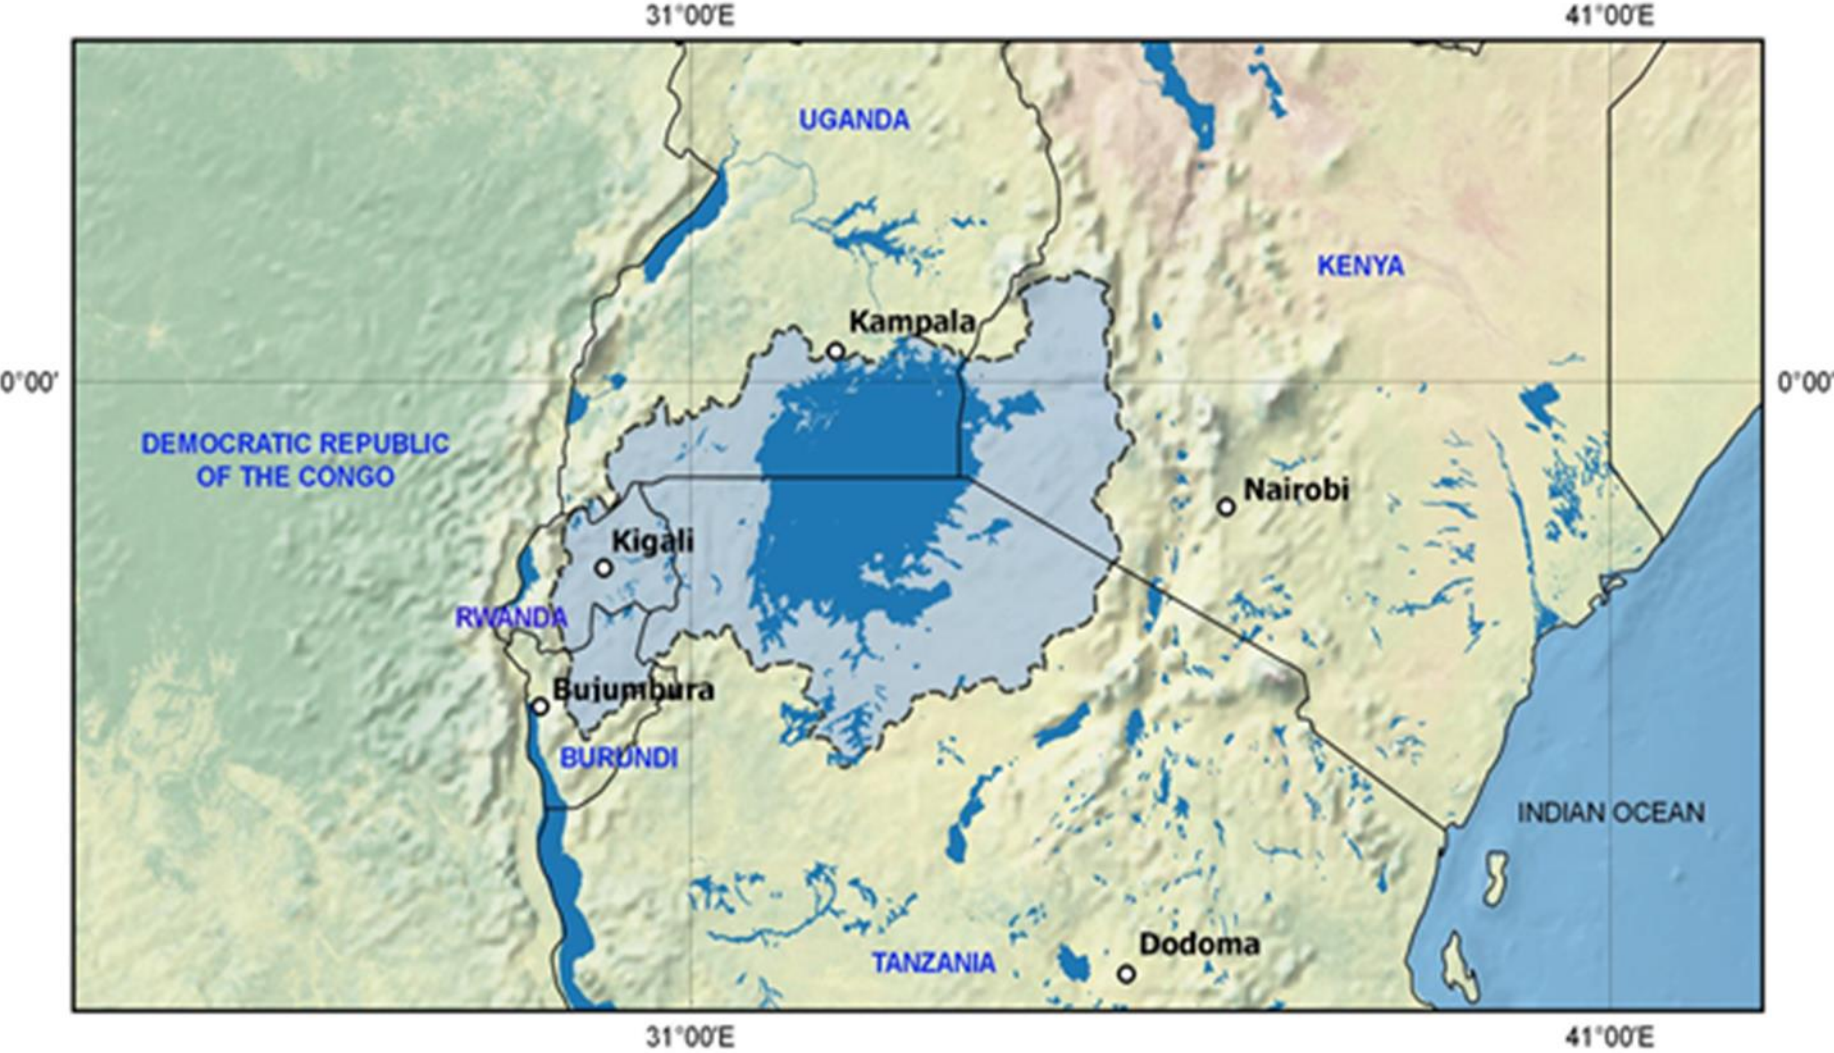 31°00'E
41°00'E
UGANDA
KENYA
Kampala
0°00'
0°00'
DEMOCRATIC REPUBLIC
OF THE CONGO
Nairobi
Kigali
RWANDA
Bujumbura
BURUNDI
INDIAN OCEAN
Dodoma
TANZANIA
31°00'E
41°00'E